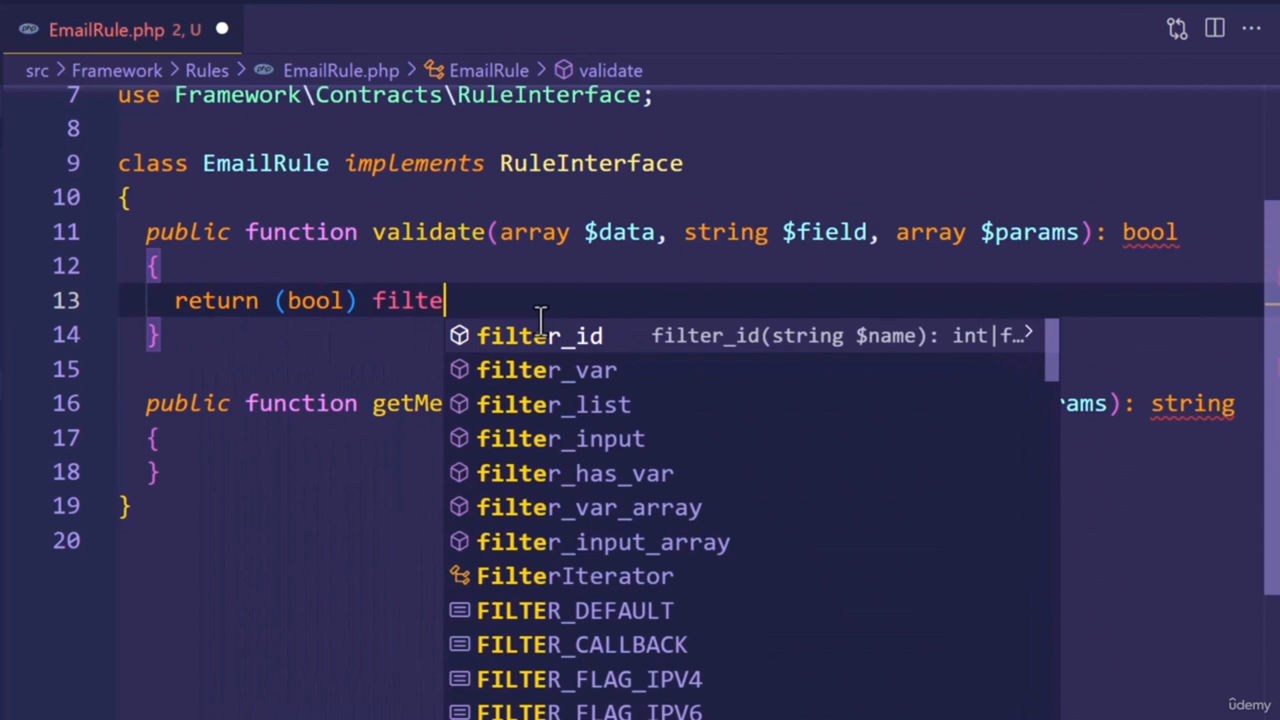 EmailRule.php 2, U
src > Framework > Rules > EmailRule.php > EmailRule > validate
7 use Framework\Contracts\RuleInterface;
8
9 class EmailRule implements RuleInterface
10 {
11 public function validate(array $data, string $field, array $params): bool
12 {
13 return (bool) filte
14 }
15
16 public function getMe ams): string
17 {
18 }
19 }
20
filter_id filter_id(string $name): int|f…
filter_var
filter_list
filter_input
filter_has_var
filter_var_array
filter_input_array
FilterIterator
FILTER_DEFAULT
FILTER_CALLBACK
FILTER_FLAG_IPV4
FILTER_FLAG_IPV6
ûdemy